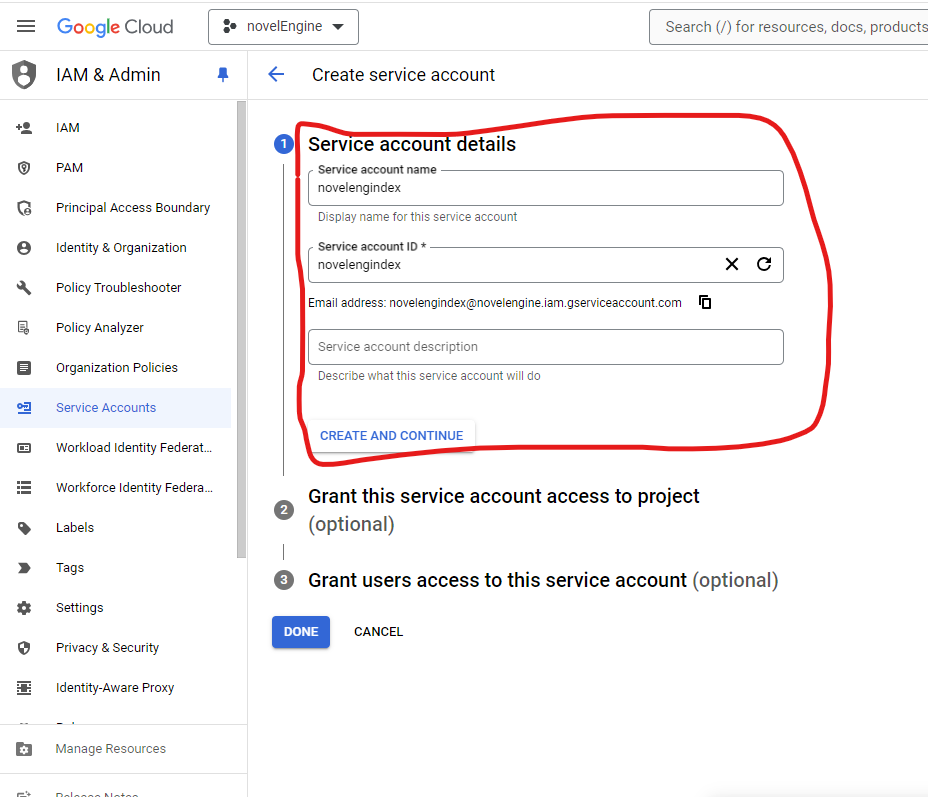 Google Cloud
novelEngine
Search (/) for resources, docs, products
IAM & Admin
Create service account
IAM
PAM
Principal Access Boundary
Identity & Organization
Policy Troubleshooter
Policy Analyzer
Organization Policies
Service Accounts
Workload Identity Federat...
Workforce Identity Federa...
Labels
Tags
Settings
Privacy & Security
Identity-Aware Proxy
Manage Resources
Release Notes
1
Service account details
Service account name
novelengindex
Display name for this service account
Service account ID *
novelengindex
Email address: novelengindex@novelengine.iam.gserviceaccount.com
Service account description
Describe what this service account will do
CREATE AND CONTINUE
2
Grant this service account access to project
(optional)
3
Grant users access to this service account (optional)
DONE
CANCEL